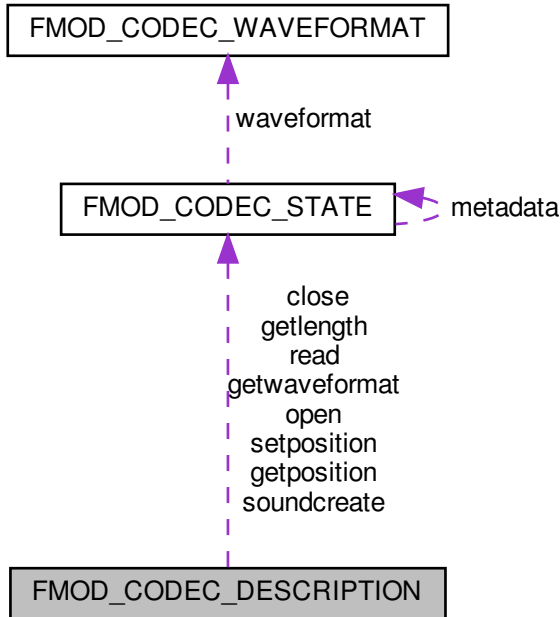 FMOD_CODEC_WAVEFORMAT
waveformat
FMOD_CODEC_STATE
metadata
close
getlength
read
getwaveformat
open
setposition
getposition
soundcreate
FMOD_CODEC_DESCRIPTION